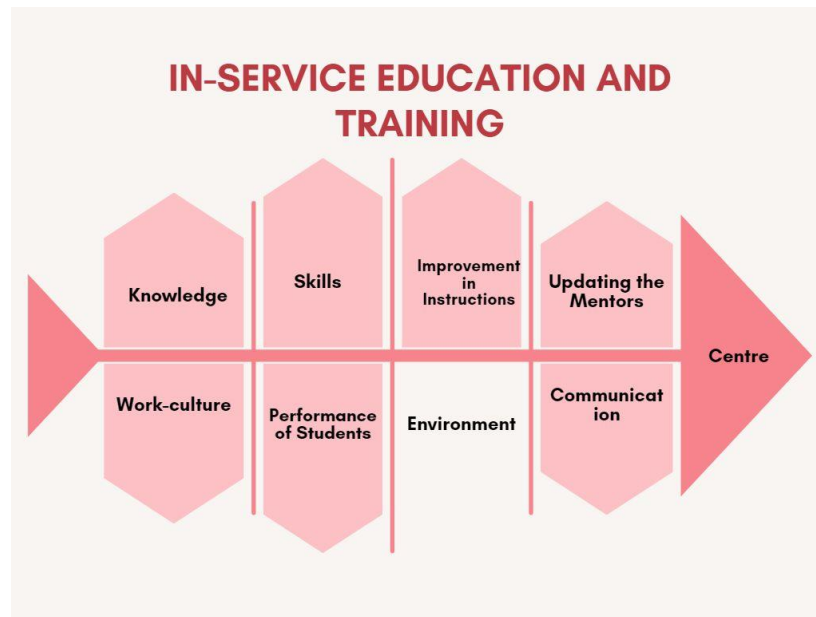 IN-SERVICE EDUCATION AND
TRAINING
Knowledge
Skills
Improvement
in
Instructions
Updating the
Mentors
Centre
Work-culture
Performance
of Students
Environment
Communicat
ion